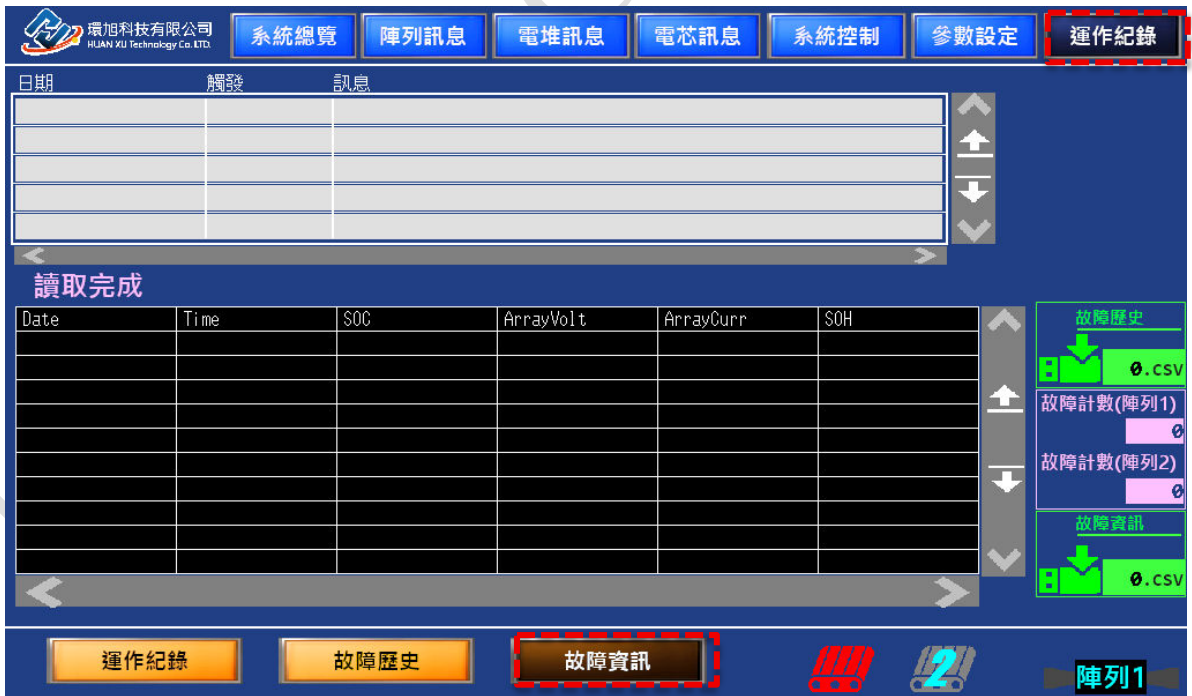 環旭科技有限公司
HUAN XU Technology Co. LTD.
系統總覽 陣列訊息 電堆訊息 電芯訊息 系統控制 參數設定 運作紀錄
日期 觸發 訊息
讀取完成
Date Time SOC ArrayVolt ArrayCurr SOH
故障歷史
0.csv
故障計數(陣列1)
0
故障計數(陣列2)
0
故障資訊
0.csv
運作紀錄 故障歷史 故障資訊 2 陣列1